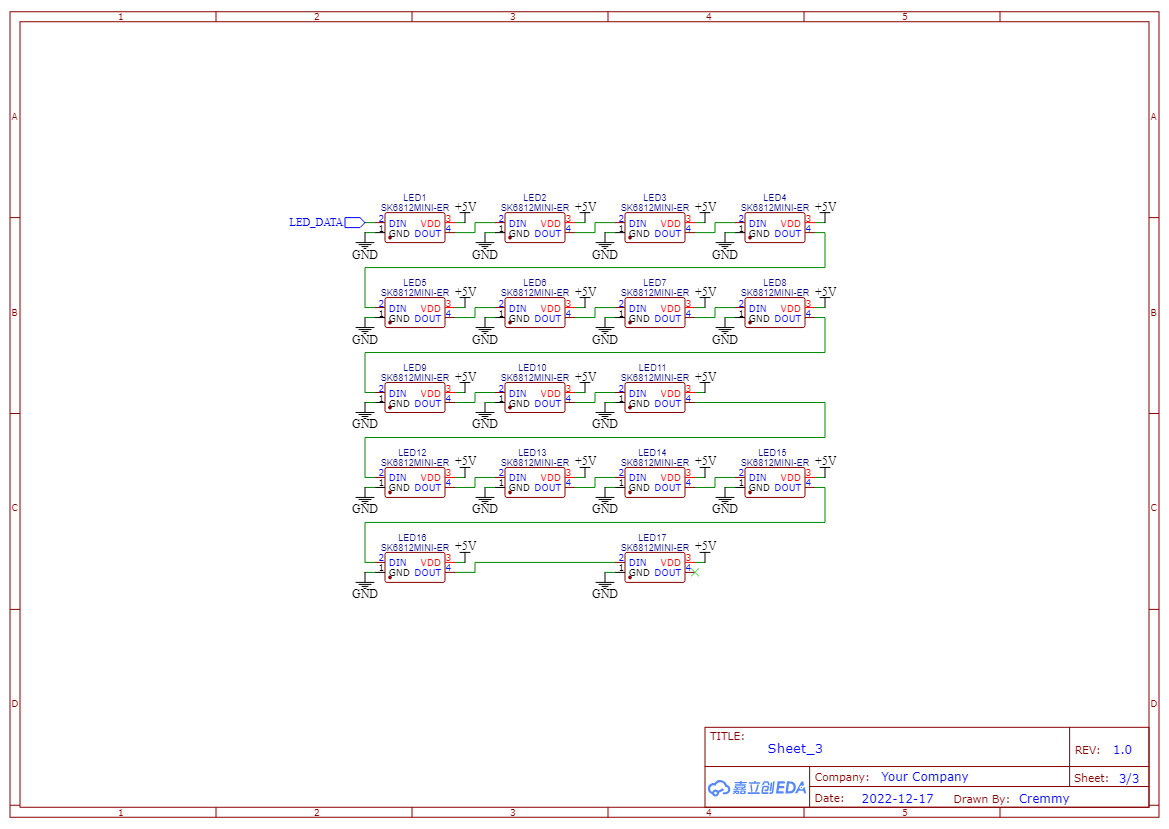 1 2 3 4 5
A A
LED1 LED2 LED3 LED4
SK6812MINI-ER +5V SK6812MINI-ER +5V SK6812MINI-ER +5V SK6812MINI-ER +5V
LED_DATA 2 DIN VDD 3 2 DIN VDD 3 2 DIN VDD 3 2 DIN VDD 3
1 GND DOUT 4 1 GND DOUT 4 1 GND DOUT 4 1 GND DOUT 4
GND GND GND GND
LED5 LED6 LED7 LED8
SK6812MINI-ER +5V SK6812MINI-ER +5V SK6812MINI-ER +5V SK6812MINI-ER +5V
2 DIN VDD 3 2 DIN VDD 3 2 DIN VDD 3 2 DIN VDD 3
B B
1 GND DOUT 4 1 GND DOUT 4 1 GND DOUT 4 1 GND DOUT 4
GND GND GND GND
LED9 LED10 LED11
SK6812MINI-ER +5V SK6812MINI-ER +5V SK6812MINI-ER +5V
2 DIN VDD 3 2 DIN VDD 3 2 DIN VDD 3
1 GND DOUT 4 1 GND DOUT 4 1 GND DOUT 4
GND GND GND
LED12 LED13 LED14 LED15
SK6812MINI-ER +5V SK6812MINI-ER +5V SK6812MINI-ER +5V SK6812MINI-ER +5V
2 DIN VDD 3 2 DIN VDD 3 2 DIN VDD 3 2 DIN VDD 3
1 GND DOUT 4 1 GND DOUT 4 1 GND DOUT 4 1 GND DOUT 4
GND GND GND GND
C C
LED16 LED17
SK6812MINI-ER +5V SK6812MINI-ER +5V
2 DIN VDD 3 2 DIN VDD 3
1 GND DOUT 4 1 GND DOUT 4
GND GND
D D
TITLE:
Sheet_3
REV: 1.0
嘉立创EDA
Company: Your Company
Sheet: 3/3
Date: 2022-12-17 Drawn By: Cremmy
1 2 3 4 5